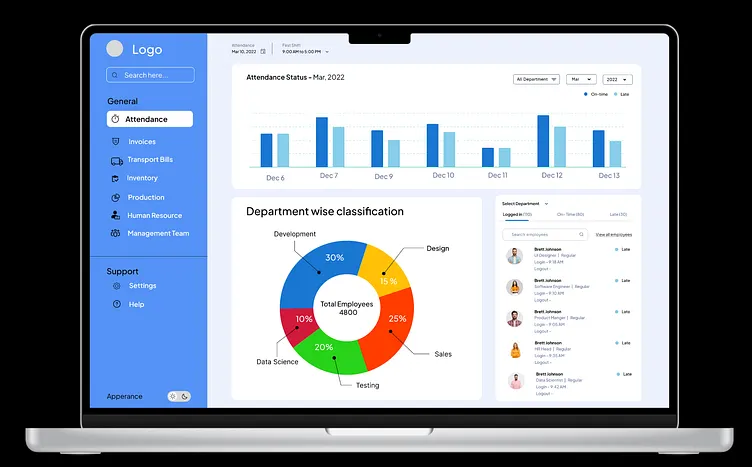 Logo
Search here...
General
Attendance
Invoices
Transport Bills
Inventory
Production
Human Resource
Management Team
Support
Settings
Help
Apperance
Attendance
Mar 10, 2022
First Shift
9:00 AM to 5:00 PM
Attendance Status - Mar, 2022
All Department
Mar
2022
On-time
Late
Dec 6
Dec 7
Dec 9
Dec 10
Dec 11
Dec 12
Dec 13
Department wise classification
Development
Design
30%
15 %
Total Employees
4800
10%
25%
20%
Data Science
Sales
Testing
Select Department
Logged in (110)
On- Time (80)
Late (30)
Search employees
View all employees
Brett Johnson
Late
UI Designer | Regular
Login - 9:18 AM
Logout -
Brett Johnson
Late
Software Engineer | Regular
Login - 9:10 AM
Logout -
Brett Johnson
Late
Product Manger | Regular
Logout -
Brett Johnson
Late
HR Head | Regular
Login - 9:35 AM
Logout -
Brett Johnson
Late
Data Scientist | Regular
Login - 9:42 AM
Logout -